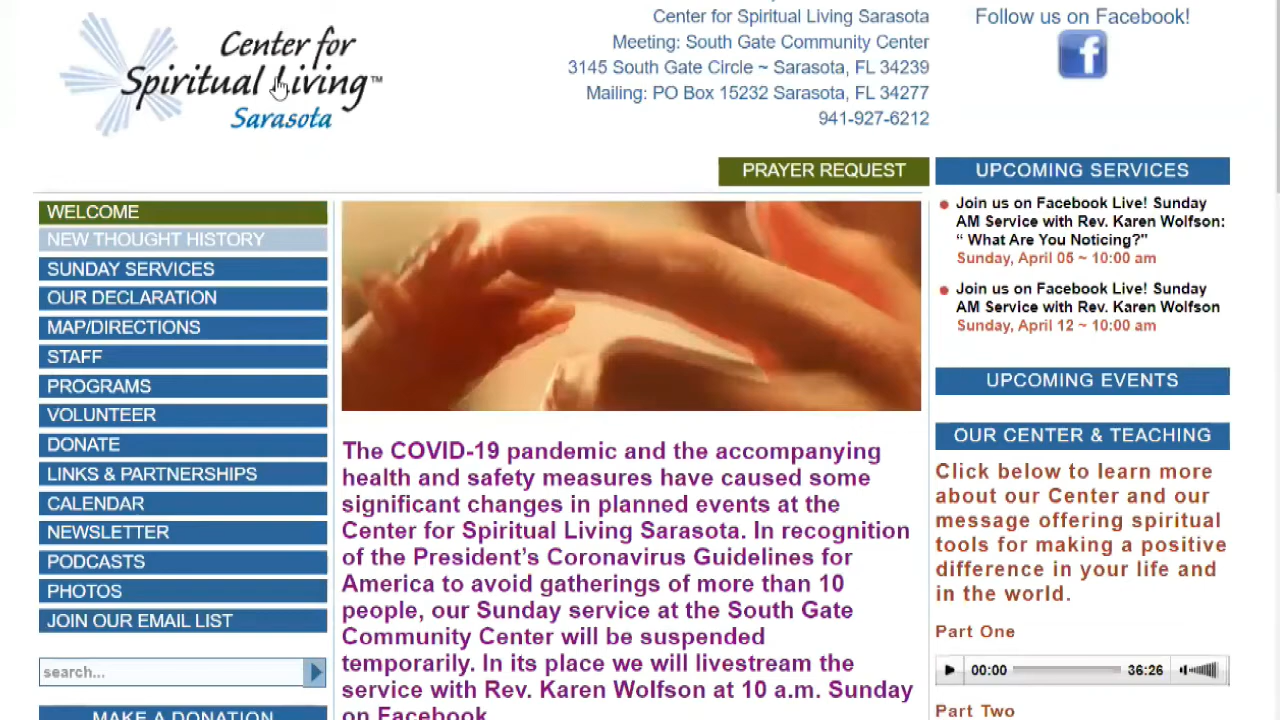 Center for
Spiritual Living™
Sarasota
Center for Spiritual Living Sarasota
Meeting: South Gate Community Center
3145 South Gate Circle ~ Sarasota, FL 34239
Mailing: PO Box 15232 Sarasota, FL 34277
941-927-6212
Follow us on Facebook!
f
PRAYER REQUEST
WELCOME
NEW THOUGHT HISTORY
SUNDAY SERVICES
OUR DECLARATION
MAP/DIRECTIONS
STAFF
PROGRAMS
VOLUNTEER
DONATE
LINKS & PARTNERSHIPS
CALENDAR
NEWSLETTER
PODCASTS
PHOTOS
JOIN OUR EMAIL LIST
search...
MAKE A DONATION
The COVID-19 pandemic and the accompanying
health and safety measures have caused some
significant changes in planned events at the
Center for Spiritual Living Sarasota. In recognition
of the President’s Coronavirus Guidelines for
America to avoid gatherings of more than 10
people, our Sunday service at the South Gate
Community Center will be suspended
temporarily. In its place we will livestream the
service with Rev. Karen Wolfson at 10 a.m. Sunday
on Facebook.
UPCOMING SERVICES
Join us on Facebook Live! Sunday
AM Service with Rev. Karen Wolfson:
“ What Are You Noticing?”
Sunday, April 05 ~ 10:00 am
Join us on Facebook Live! Sunday
AM Service with Rev. Karen Wolfson
Sunday, April 12 ~ 10:00 am
UPCOMING EVENTS
OUR CENTER & TEACHING
Click below to learn more
about our Center and our
message offering spiritual
tools for making a positive
difference in your life and
in the world.
Part One
00:00 36:26
Part Two